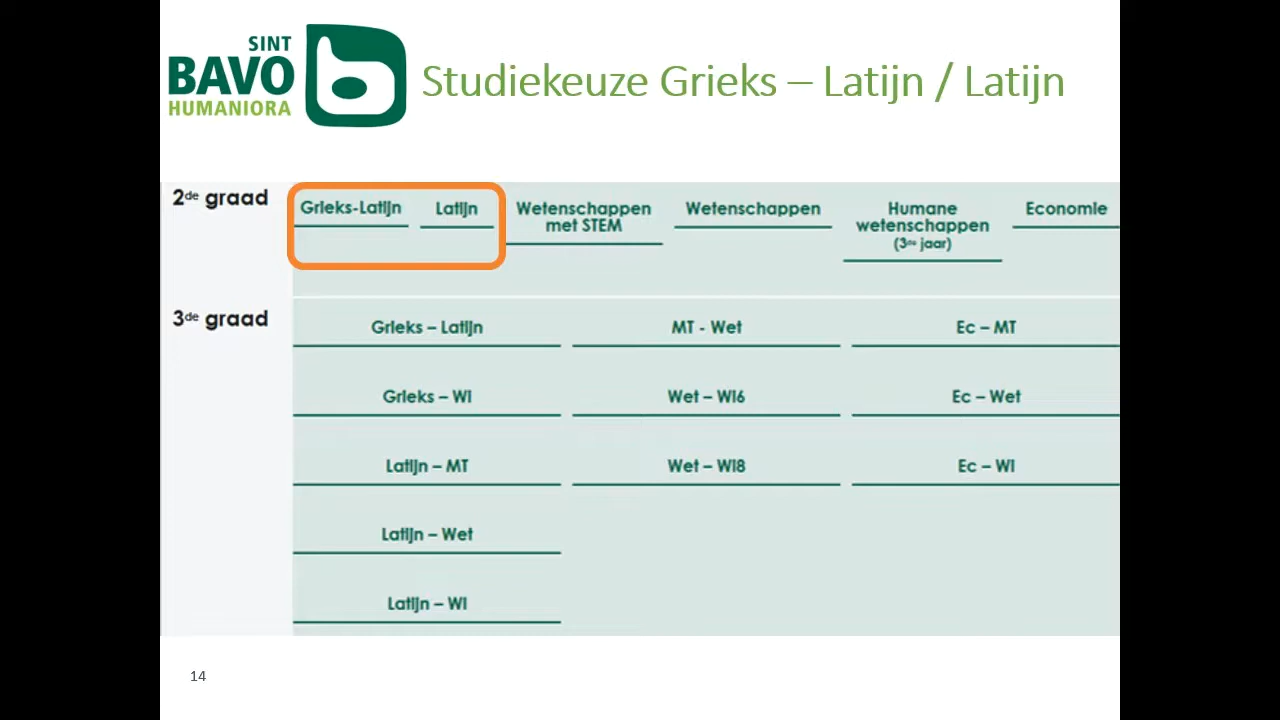 SINT
BAVO
HUMANIORA
Studiekeuze Grieks – Latijn / Latijn
2de graad
Grieks-Latijn
Latijn
Wetenschappen
met STEM
Wetenschappen
Humane
wetenschappen
(3de jaar)
Economie
3de graad
Grieks – Latijn
MT - Wet
Ec – MT
Grieks – WI
Wet – WI6
Ec – Wet
Latijn – MT
Wet – WI8
Ec – WI
Latijn – Wet
Latijn – WI
14